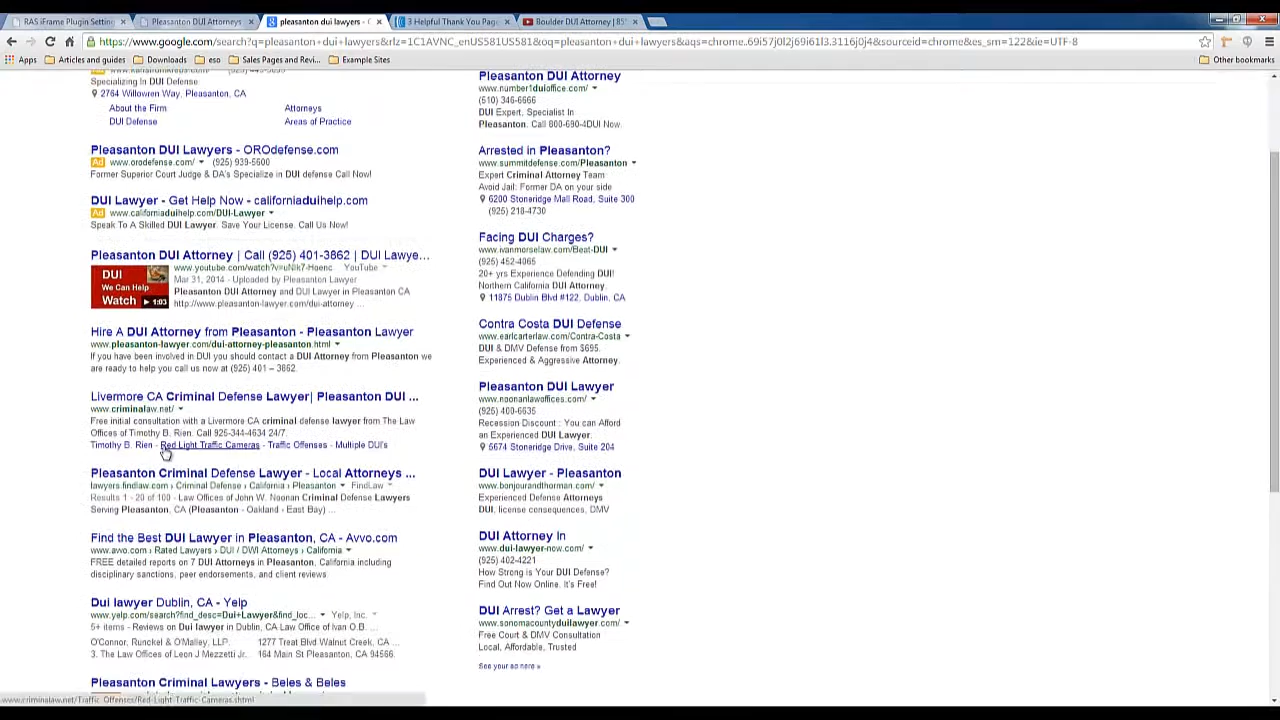 RAS iFrame Plugin Setting
Pleasanton DUI Attorneys
pleasanton dui lawyers - C
3 Helpful Thank You Page
Boulder DUI Attorney | 855
https://www.google.com/search?q=pleasanton+dui+lawyers&rlz=1C1AVNC_enUS581US581&oq=pleasanton+dui+lawyers&aqs=chrome..69i57j0l2j69i61l3.3116j0j4&sourceid=chrome&es_sm=122&ie=UTF-8
Apps
Articles and guides
Downloads
eso
Sales Pages and Revi...
Example Sites
Other bookmarks
Specializing In DUI Defense
2764 Willowren Way, Pleasanton, CA
About the Firm
Attorneys
DUI Defense
Areas of Practice
Pleasanton DUI Lawyers - OROdefense.com
Ad www.orodefense.com/ (925) 939-5600
Former Superior Court Judge & DA's Specialize in DUI defense Call Now!
DUI Lawyer - Get Help Now - californiaduihelp.com
Ad www.californiaduihelp.com/DUI-Lawyer
Speak To A Skilled DUI Lawyer. Save Your License. Call Us Now!
Pleasanton DUI Attorney | Call (925) 401-3862 | DUI Lawye...
DUI
We Can Help
Watch 1:03
YouTube
Mar 31, 2014 - Uploaded by Pleasanton Lawyer
Pleasanton DUI Attorney and DUI Lawyer in Pleasanton CA
http://www.pleasanton-lawyer.com/dui-attorney ...
Hire A DUI Attorney from Pleasanton - Pleasanton Lawyer
www.pleasanton-lawyer.com/dui-attorney-pleasanton.html
If you have been involved in DUI you should contact a DUI Attorney from Pleasanton we
are ready to help you call us now at (925) 401 – 3862.
Livermore CA Criminal Defense Lawyer| Pleasanton DUI ...
www.criminalaw.net/
Free initial consultation with a Livermore CA criminal defense lawyer from The Law
Offices of Timothy B. Rien. Call 925-344-4634 24/7.
Timothy B. Rien - Red Light Traffic Cameras - Traffic Offenses - Multiple DUI's
Pleasanton Criminal Defense Lawyer - Local Attorneys ...
lawyers.findlaw.com › Criminal Defense › California › Pleasanton FindLaw
Results 1 - 20 of 100 - Law Offices of John W. Noonan Criminal Defense Lawyers
Serving Pleasanton, CA (Pleasanton - Oakland - East Bay) ...
Find the Best DUI Lawyer in Pleasanton, CA - Avvo.com
www.avvo.com › Rated Lawyers › DUI / DWI Attorneys › California
FREE detailed reports on 7 DUI Attorneys in Pleasanton, California including
disciplinary sanctions, peer endorsements, and client reviews.
Dui lawyer Dublin, CA - Yelp
www.yelp.com/search?find_desc=Dui+Lawyer&find_loc... Yelp, Inc.
5+ items - Reviews on Dui lawyer in Dublin, CA Law Office of Ivan O.B. ...
O'Connor, Runckel & O'Malley, LLP. 1277 Treat Blvd Walnut Creek, CA ...
3. The Law Offices of Leon J Mezzetti Jr. 164 Main St Pleasanton, CA 94566.
Pleasanton Criminal Lawyers - Beles & Beles
www.criminalaw.net/Traffic-Offenses/Red-Light-Traffic-Cameras.shtml
Pleasanton DUI Attorney
www.number1duioffice.com/
(510) 346-6666
DUI Expert, Specialist In
Pleasanton. Call 800-690-4DUI Now.
Arrested in Pleasanton?
www.summitdefense.com/Pleasanton
Expert Criminal Attorney Team
Avoid Jail: Former DA on your side
6200 Stoneridge Mall Road, Suite 300
(925) 218-4730
Facing DUI Charges?
www.ivanmorselaw.com/Beat-DUI
(925) 452-4065
20+ yrs Experience Defending DUI!
Northern California DUI Attorney.
11875 Dublin Blvd #122, Dublin, CA
Contra Costa DUI Defense
www.earlcarterlaw.com/Contra-Costa
DUI & DMV Defense from $695.
Experienced & Aggressive Attorney.
Pleasanton DUI Lawyer
www.noonanlawoffices.com/
(925) 400-6635
Recession Discount : You can Afford
an Experienced DUI Lawyer.
5674 Stoneridge Drive, Suite 204
DUI Lawyer - Pleasanton
www.bonjourandthorman.com/
Experienced Defense Attorneys
DUI, license consequences, DMV
DUI Attorney In
www.dui-lawyer-now.com/
(925) 402-4221
How Strong is Your DUI Defense?
Find Out Now Online. It's Free!
DUI Arrest? Get a Lawyer
www.sonomacountyduilawyer.com/
Free Court & DMV Consultation
Local, Affordable, Trusted
See your ad here »